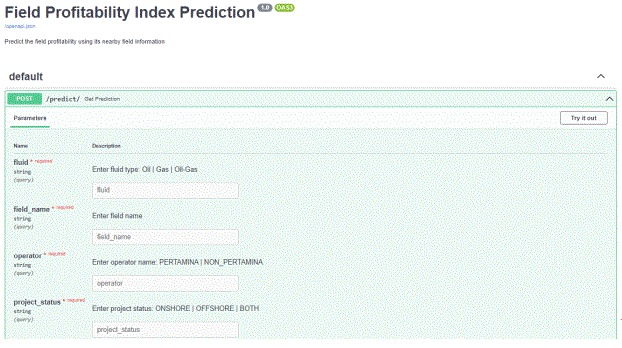 Field Profitability Index Prediction 1.0 OAS3
/openapi.json
Predict the field profitability using its nearby field information
default
POST /predict/ Get Prediction
Parameters Try it out
Name Description
fluid * required
string
(query)
Enter fluid type: Oil | Gas | Oil-Gas
fluid
field_name * required
string
(query)
Enter field name
field_name
operator * required
string
(query)
Enter operator name: PERTAMINA | NON_PERTAMINA
operator
project_status * required
string
(query)
Enter project status: ONSHORE | OFFSHORE | BOTH
project_status